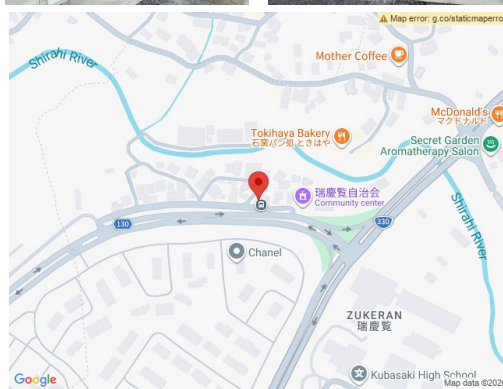 Map error: g.co/staticmaperro
Shirahi River
Mother Coffee
McDonald's
マクドナルド
Tokihaya Bakery
石窯パン処 ときはや
Secret Garden
Aromatherapy Salon
瑞慶覧自治会
Community center
130
330
Shirahi River
Chanel
ZUKERAN
瑞慶覧
Kubasaki High School
Google
Map data ©202